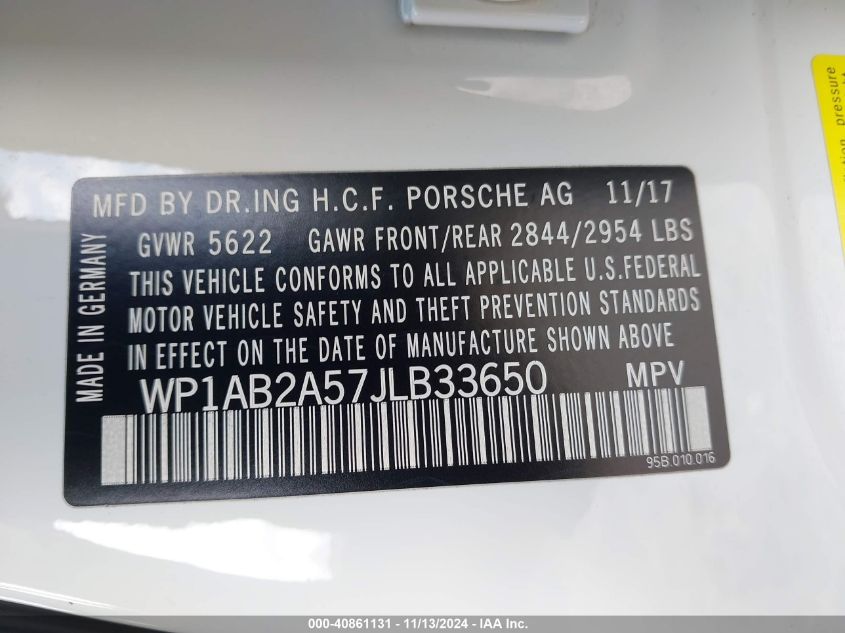 MFD BY DR.ING H.C.F. PORSCHE AG 11/17
GVWR 5622 GAWR FRONT/REAR 2844/2954 LBS
THIS VEHICLE CONFORMS TO ALL APPLICABLE U.S.FEDERAL
MOTOR VEHICLE SAFETY AND THEFT PREVENTION STANDARDS
IN EFFECT ON THE DATE OF MANUFACTURE SHOWN ABOVE
WP1AB2A57JLB33650 MPV
95B.010.016
MADE IN GERMANY
pressure
000-40861131 - 11/13/2024 - IAA Inc.